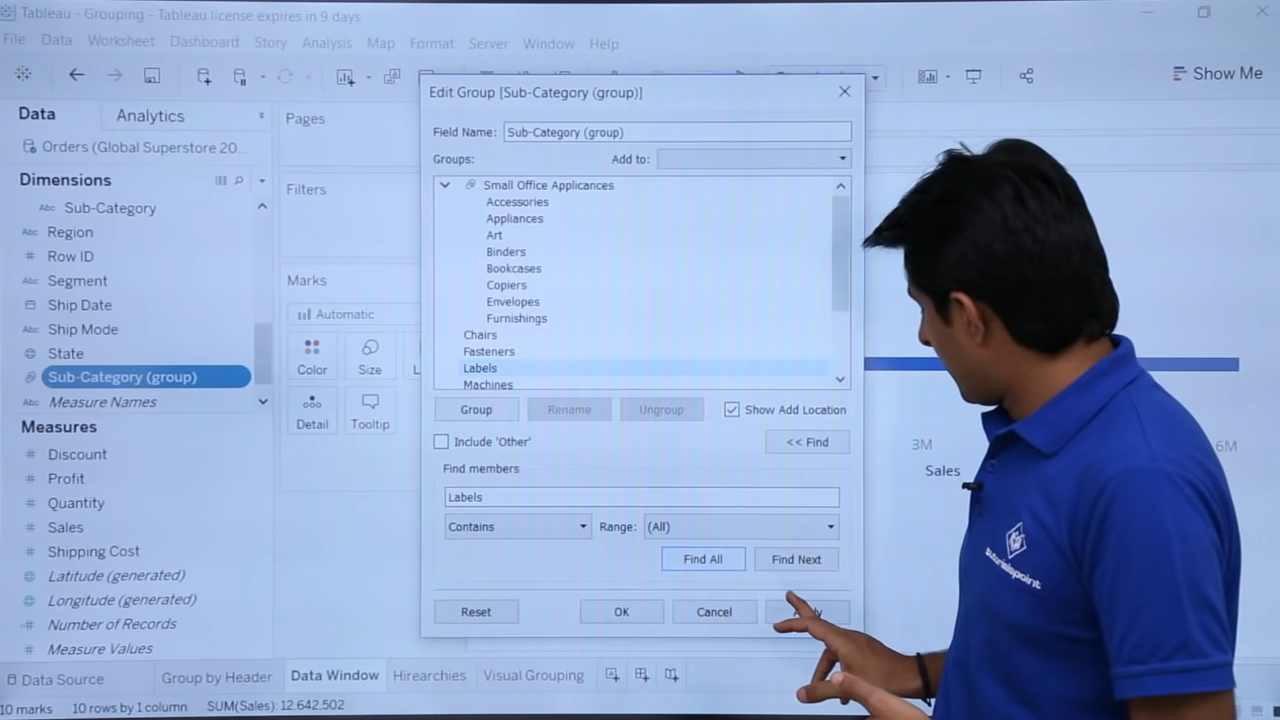 Tableau - Grouping - Tableau license expires in 9 days
File Data Worksheet Dashboard Story Analysis Map Format Server Window Help
Show Me
Data Analytics
Orders (Global Superstore 20...
Dimensions
Abc Sub-Category
Abc Region
# Row ID
Abc Segment
Ship Date
Abc Ship Mode
State
Sub-Category (group)
Abc Measure Names
Measures
# Discount
# Profit
# Quantity
# Sales
# Shipping Cost
Latitude (generated)
Longitude (generated)
=# Number of Records
# Measure Values
Pages
Filters
Marks
Automatic
Color Size L
Detail Tooltip
Edit Group [Sub-Category (group)]
Field Name: Sub-Category (group)
Groups: Add to:
Small Office Applicances
Accessories
Appliances
Art
Binders
Bookcases
Copiers
Envelopes
Furnishings
Chairs
Fasteners
Labels
Machines
Group Rename Ungroup Show Add Location
Include 'Other' << Find
Find members
Labels
Contains Range: (All)
Find All Find Next
Reset OK Cancel
3M 6M
Sales
tutorialspoint
Data Source Group by Header Data Window Hirearchies Visual Grouping
10 marks 10 rows by 1 column SUM(Sales): 12,642,502